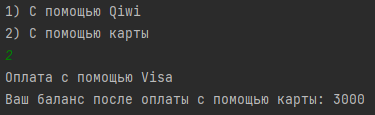 1) С помощью Qiwi
2) С помощью карты
2
Оплата с помощью Visa
Ваш баланс после оплаты с помощью карты: 3000